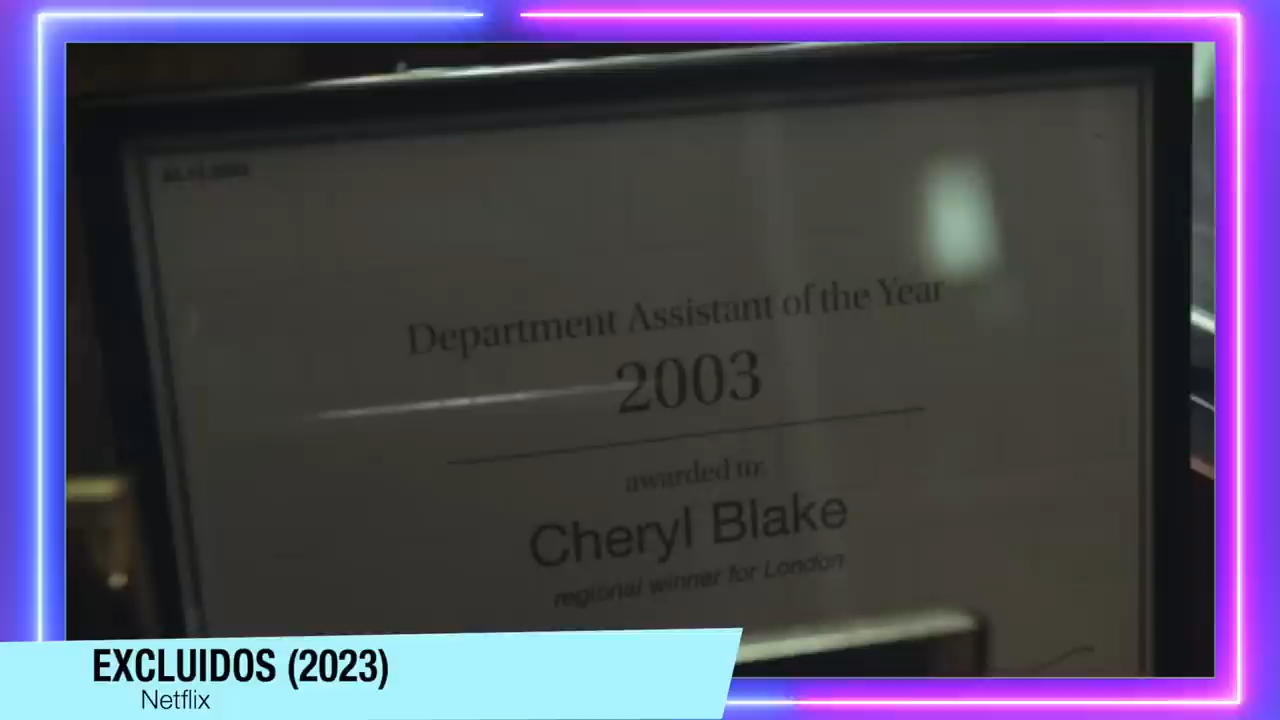 Department Assistant of the Year
2003
awarded to:
Cheryl Blake
regional winner for London
EXCLUIDOS (2023)
Netflix